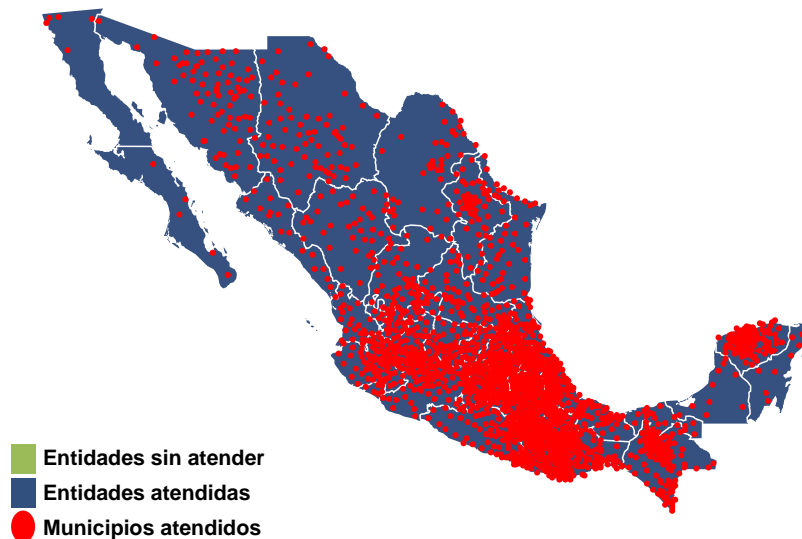 Entidades sin atender
Entidades atendidas
Municipios atendidos